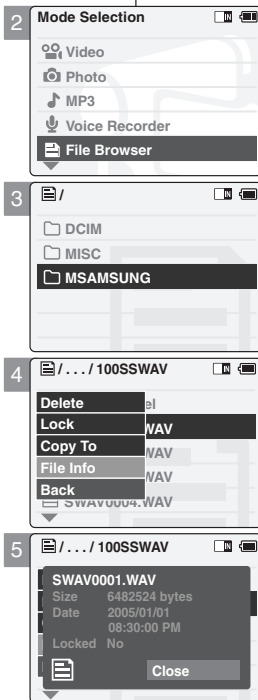 2
Mode Selection IN
Video
Photo
MP3
Voice Recorder
File Browser
3
/ IN
DCIM
MISC
MSAMSUNG
4
/ . . . / 100SSWAV IN
Delete el
Lock WAV
Copy To WAV
File Info WAV
Back
SWAV0004.WAV
5
/ . . . / 100SSWAV IN
SWAV0001.WAV
Size 6482524 bytes
Date 2005/01/01
08:30:00 PM
Locked No
Close